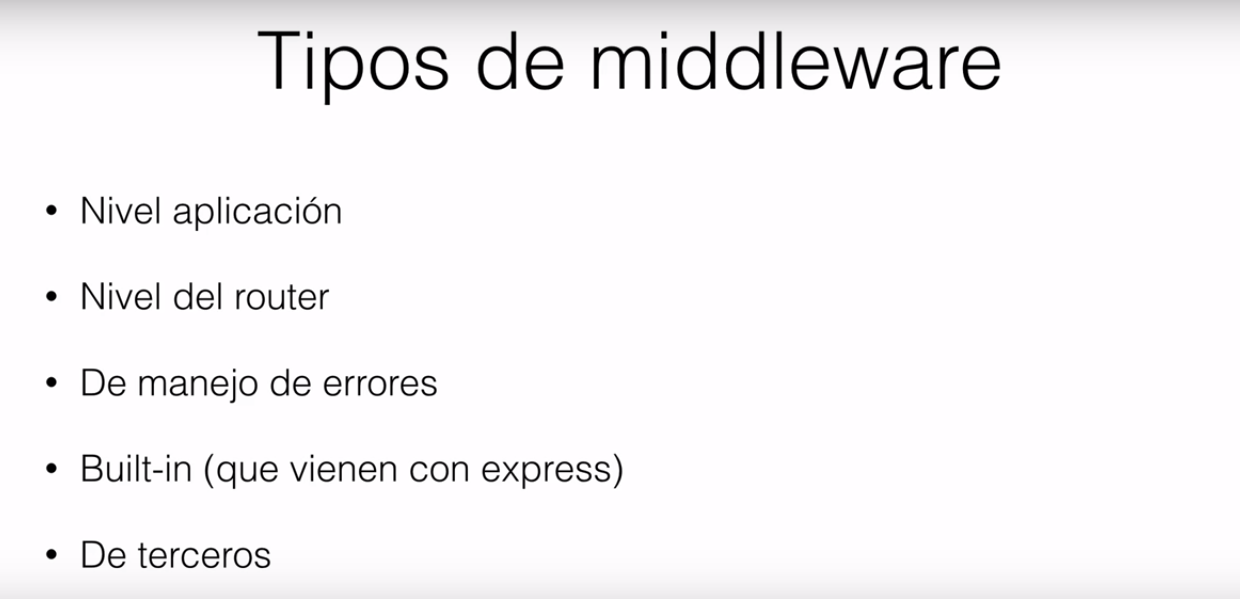 Tipos de middleware
• Nivel aplicación
• Nivel del router
• De manejo de errores
• Built-in (que vienen con express)
• De terceros